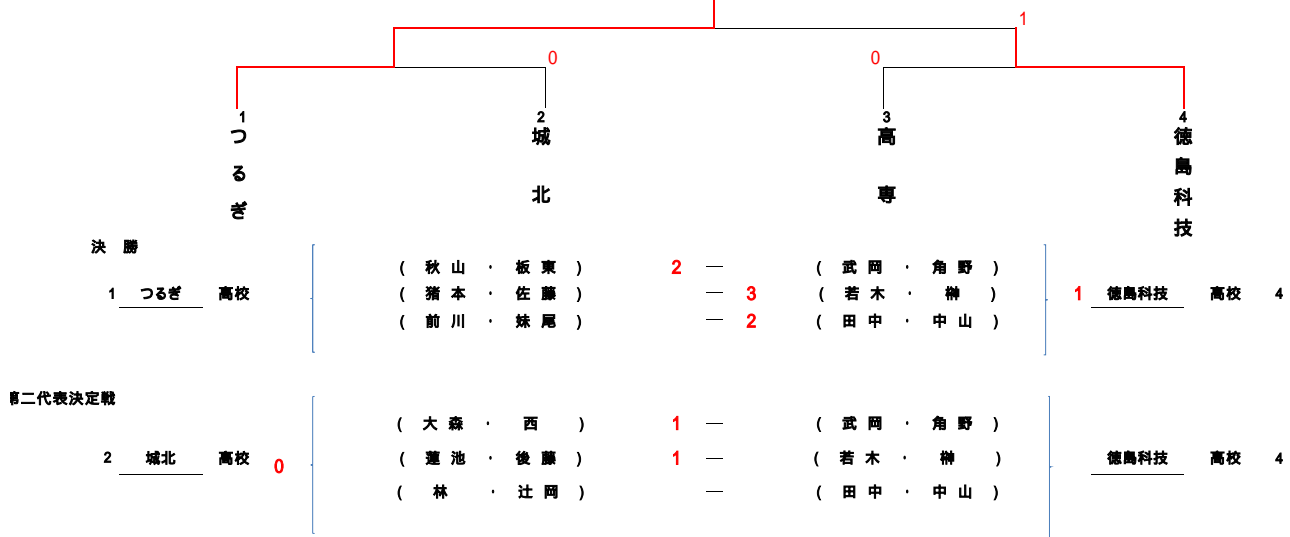 1
0 0
1 2 3 4
つるぎ 城北 高専 徳島科技
決 勝
( 秋 山 ・ 板 東 ) 2 — ( 武 岡 ・ 角 野 )
1 つるぎ 高校 ( 猪 本 ・ 佐 藤 ) — 3 ( 若 木 ・ 榊 ) 1 徳島科技 高校 4
( 前 川 ・ 妹 尾 ) — 2 ( 田 中 ・ 中 山 )
第二代表決定戦
( 大 森 ・ 西 ) 1 — ( 武 岡 ・ 角 野 )
2 城北 高校 0 ( 蓮 池 ・ 後 藤 ) 1 — ( 若 木 ・ 榊 ) 徳島科技 高校 4
( 林 ・ 辻 岡 ) — ( 田 中 ・ 中 山 )